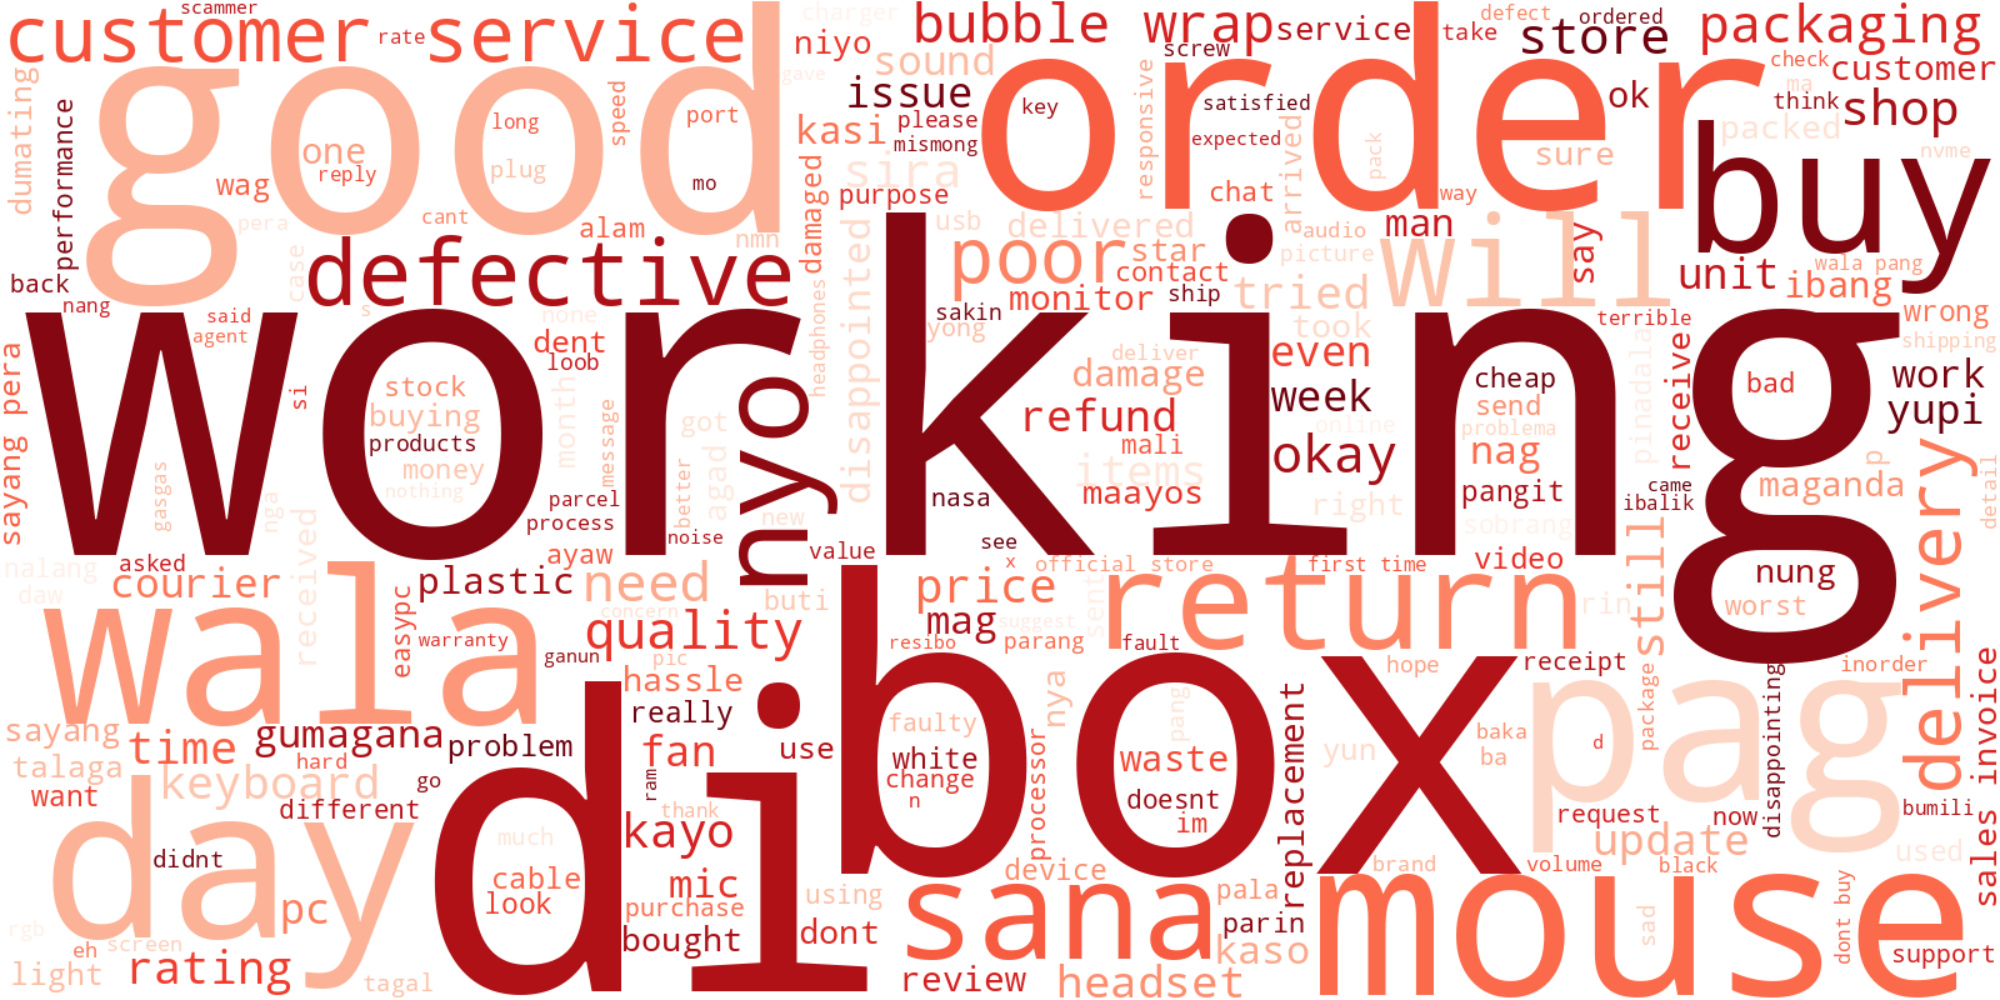 scammer
customer service
rate
charger
bubble wrap
service
take
defect
ordered
store
packaging
niyo
screw
gave
sound
check
customer
good
order
dumating
performance
speed
issue
key
satisfied
ok
ma
think
shop
long
port
please
kasi
mismong
responsive
expected
arrived
pack
packed
one
reply
plug
mo
sira
sure
nvme
buy
wag
damaged
purpose
chat
way
pera
cant
alam
nmn
usb
delivered
audio
man
will
say
picture
defective
poor
star
contact
unit
wala pang
ibang
back
nang
case
s
headphones
disappointed
monitor
ship
tried
said
agent
none
sakin
yong
took
terrible
wrong
shipping
working
dent
loob
deliver
even
sayang pera
si
stock
buying
products
money
nothing
month
message
got
nyo
damage
week
cheap
send
problema
bad
work
yupi
refund
online
pinadala
receive
mali
okay
nag
gasgas
nga
better
agad
items
maayos
nasa
right
pangit
sobrang
came
ibalik
maganda
p
delivery
detail
parcel
process
noise
new
value
see
x
official store
first time
video
nung
worst
still
nalang
daw
asked
courier
received
ayaw
plastic
need
buti
price
sent
return
rin
wala
easypc
warranty
concern
quality
mag
suggest
resibo
parang
fault
ganun
pic
hassle
nya
box
hope
receipt
package
inorder
disappointing
sales invoice
sayang
time
gumagana
problem
really
fan
use
faulty
white
change
n
pang
waste
doesnt
im
replacement
yun
baka
ba
d
pag
talaga
want
hard
keyboard
different
go
ram
thank
kayo
processor
request
now
bumili
update
used
day
didnt
di
much
cable
look
mic
purchase
bought
using
dont
device
sana
pala
parin
kaso
brand
volume
black
mouse
sad
dont buy
support
pc
rgb
eh
screen
light
rating
tagal
review
headset